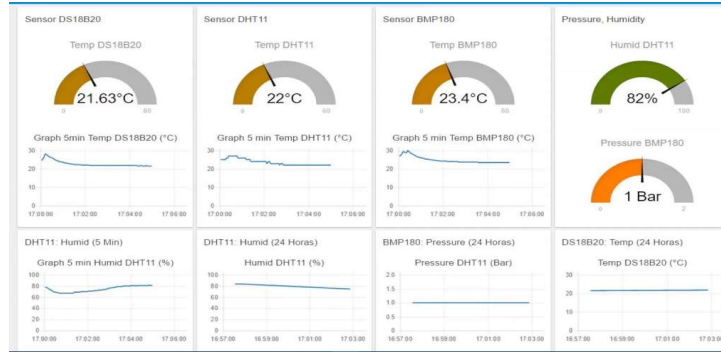 Sensor DS18B20
Temp DS18B20
21.63°C
0
60
Graph 5min Temp DS18B20 (°C)
30
20
10
0
17:00:00 17:02:00 17:04:00 17:06:00
Sensor DHT11
Temp DHT11
22°C
0
60
Graph 5 min Temp DHT11 (°C)
30
20
10
0
17:00:00 17:02:00 17:04:00 17:06:00
Sensor BMP180
Temp BMP180
23.4°C
0
Graph 5 min Temp BMP180 (°C)
30
20
10
0
17:00:00 17:02:00 17:04:00 17:06:00
Pressure, Humidity
Humid DHT11
82%
0
100
Pressure BMP180
1 Bar
0
2
DHT11: Humid (5 Min)
Graph 5 min Humid DHT11 (%)
100
80
60
40
20
0
17:00:00 17:02:00 17:04:00 17:06:00
DHT11: Humid (24 Horas)
Humid DHT11 (%)
100
80
60
40
20
0
16:57:00 16:59:00 17:01:00 17:03:00
BMP180: Pressure (24 Horas)
Pressure DHT11 (Bar)
2.0
1.5
1.0
0.5
0
16:57:00 16:59:00 17:01:00 17:03:00
DS18B20: Temp (24 Horas)
Temp DS18B20 (°C)
30
20
10
0
16:57:00 16:59:00 17:01:00